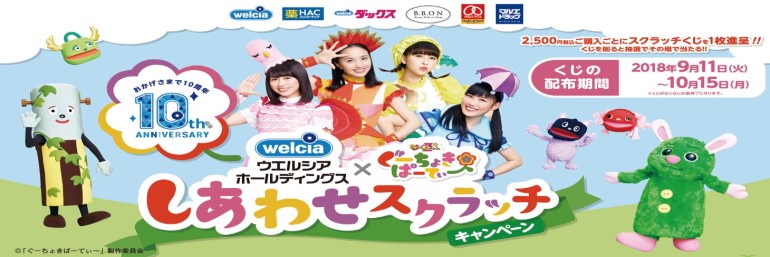 welcia
薬HAC
welciaダックス
B.B.ON
マルエドラッグ
2,500円税込ご購入ごとにスクラッチくじを1枚進呈!!
くじを削ると抽選でその場で当たる!!
くじの
配布期間
2018年9月11日(火)
～10月15日(月)
おかげさまで10周年
10th
ANNIVERSARY
welcia
ウエルシア
ホールディングス
×
ぐーちょき
ぱーてぃー
しあわせスクラッチ
キャンペーン
©「ぐーちょきぱーてぃー」製作委員会